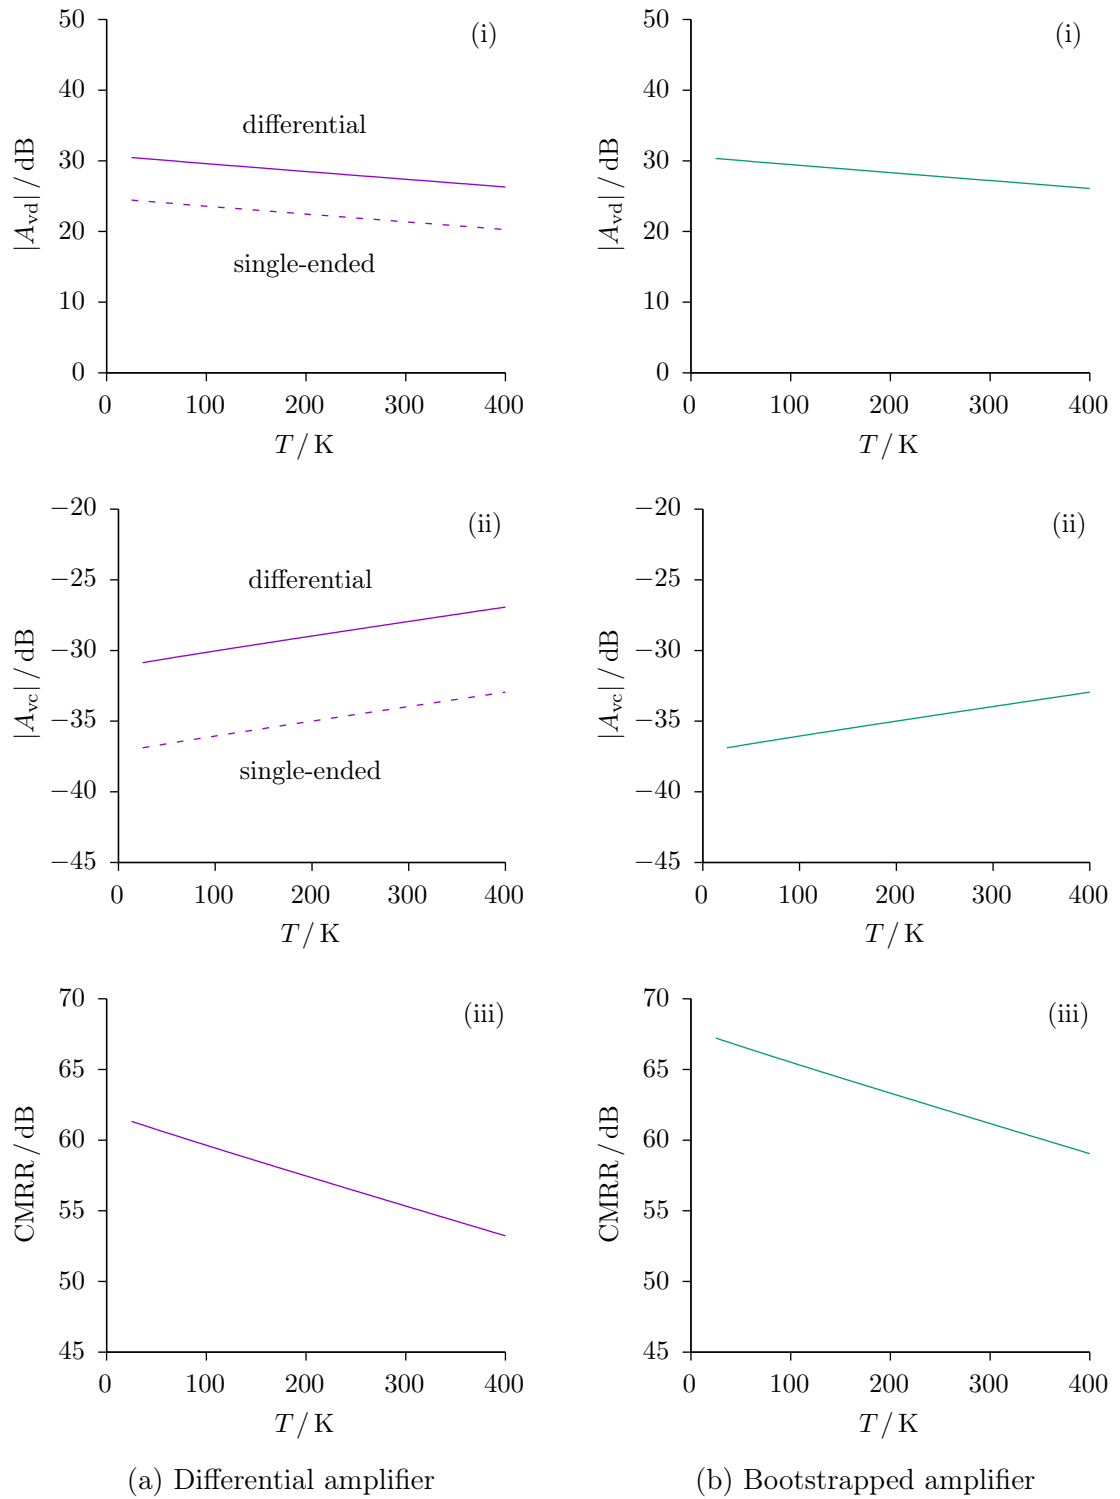 50
40
30
20
10
0
|A_vd| / dB
(i)
differential
single-ended
0 100 200 300 400
T / K
50
40
30
20
10
0
|A_vd| / dB
(i)
0 100 200 300 400
T / K
−20
−25
−30
−35
−40
−45
|A_vc| / dB
(ii)
differential
single-ended
0 100 200 300 400
T / K
−20
−25
−30
−35
−40
−45
|A_vc| / dB
(ii)
0 100 200 300 400
T / K
70
65
60
55
50
45
CMRR / dB
(iii)
0 100 200 300 400
T / K
70
65
60
55
50
45
CMRR / dB
(iii)
0 100 200 300 400
T / K
(a) Differential amplifier
(b) Bootstrapped amplifier